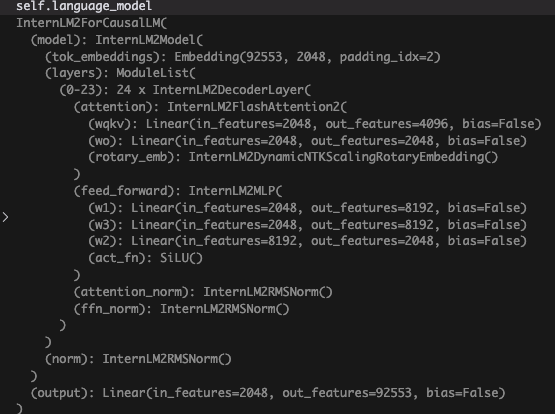 self.language_model
InternLM2ForCausalLM(
  (model): InternLM2Model(
    (tok_embeddings): Embedding(92553, 2048, padding_idx=2)
    (layers): ModuleList(
      (0-23): 24 x InternLM2DecoderLayer(
        (attention): InternLM2FlashAttention2(
          (wqkv): Linear(in_features=2048, out_features=4096, bias=False)
          (wo): Linear(in_features=2048, out_features=2048, bias=False)
          (rotary_emb): InternLM2DynamicNTKScalingRotaryEmbedding()
        )
        (feed_forward): InternLM2MLP(
          (w1): Linear(in_features=2048, out_features=8192, bias=False)
          (w3): Linear(in_features=2048, out_features=8192, bias=False)
          (w2): Linear(in_features=8192, out_features=2048, bias=False)
          (act_fn): SiLU()
        )
        (attention_norm): InternLM2RMSNorm()
        (ffn_norm): InternLM2RMSNorm()
      )
    )
    (norm): InternLM2RMSNorm()
  )
  (output): Linear(in_features=2048, out_features=92553, bias=False)
)